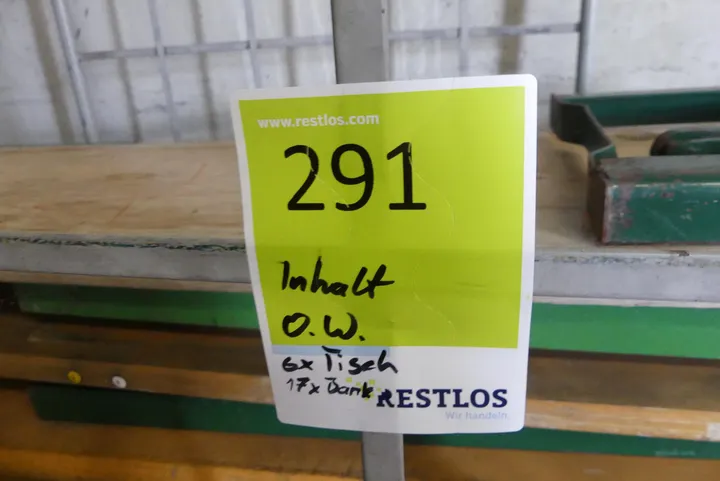 www.restlos.com
291
Inhalt
O.W.
6x Tisch
17x Bank
RESTLOS
Wir handeln.